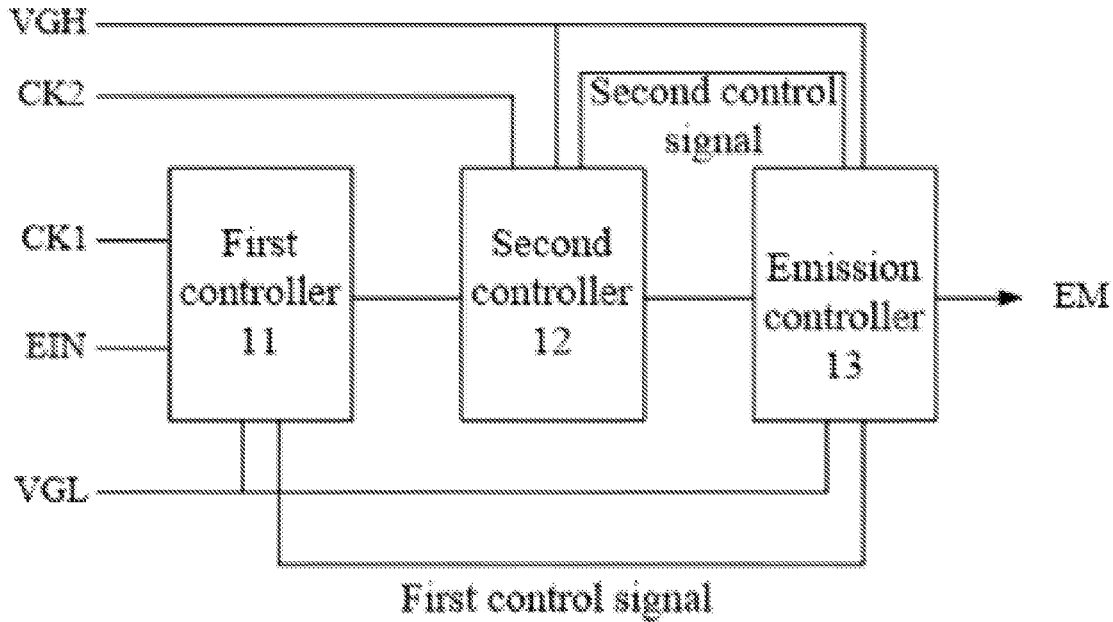 VGH
CK2
Second control
signal
CK1
First
controller
11
Second
controller
12
Emission
controller
13
EIN
EM
VGL
First control signal